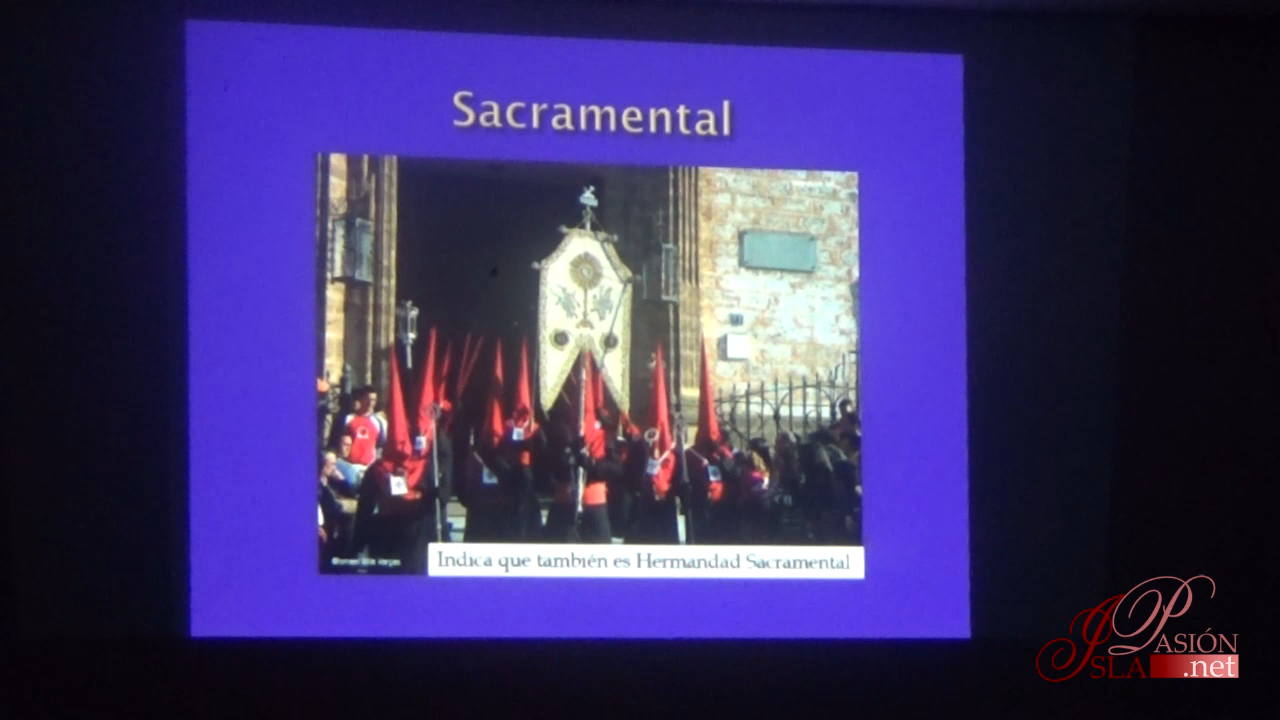 Sacramental
Indica que también es Hermandad Sacramental
Isla
Pasión
.net